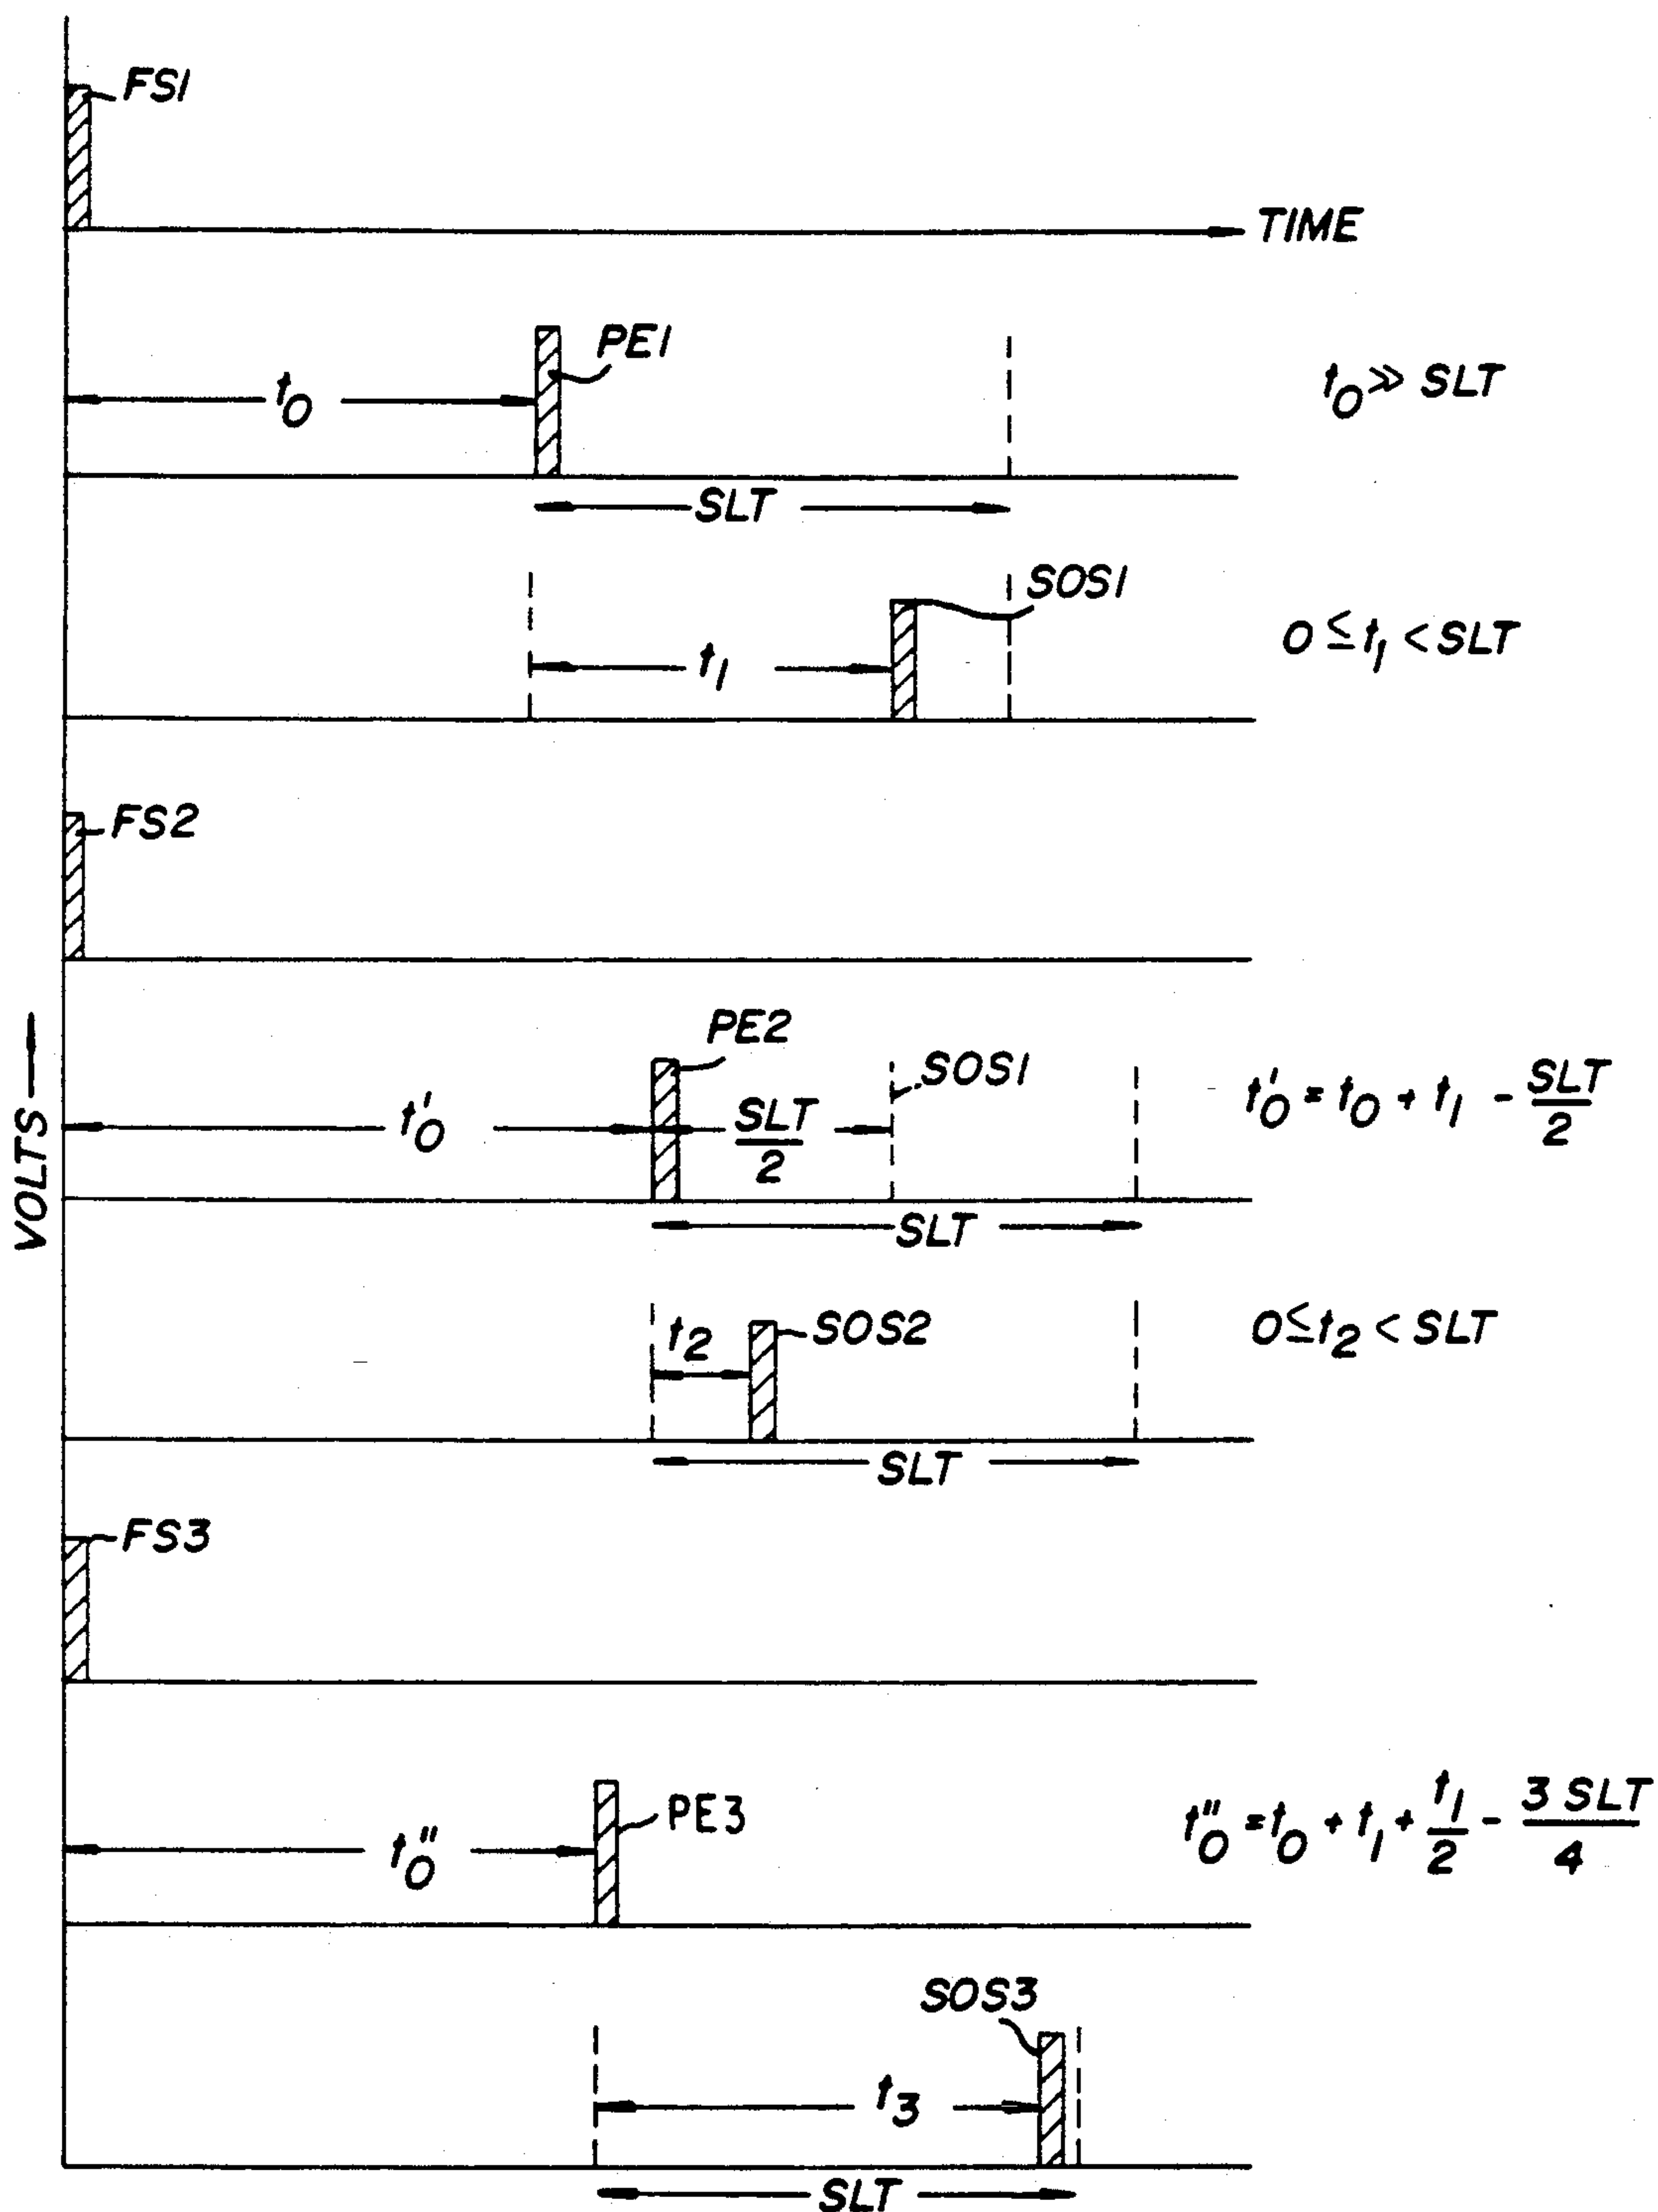 FS1
TIME
PE1
t0
t0 ≫ SLT
SLT
SOS1
t1
0 ≤ t1 < SLT
FS2
VOLTS
PE2
SOS1
t'0
SLT/2
t'0 = t0 + t1 - SLT/2
SLT
t2
SOS2
0 ≤ t2 < SLT
SLT
FS3
PE3
t''0
t''0 = t0 + t1 + t1/2 - 3 SLT/4
SOS3
t3
SLT